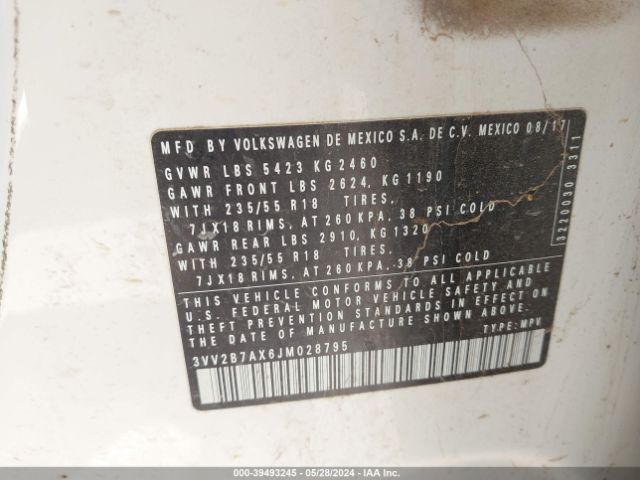 MFD BY VOLKSWAGEN DE MEXICO S.A. DE C.V. MEXICO 08/17
GVWR LBS 5423 KG 2460
GAWR FRONT LBS 2624, KG 1190
WITH 235/55 R18 TIRES,
7JX18 RIMS, AT 260 KPA, 38 PSI COLD
GAWR REAR LBS 2910, KG 1320
WITH 235/55 R18 TIRES,
7JX18 RIMS, AT 260 KPA, 38 PSI COLD
THIS VEHICLE CONFORMS TO ALL APPLICABLE
U.S. FEDERAL MOTOR VEHICLE SAFETY AND
THEFT PREVENTION STANDARDS IN EFFECT ON
THE DATE OF MANUFACTURE SHOWN ABOVE.
3VV2B7AX6JM028795 TYPE: MPV
3220030 3311
000-39493245 - 05/28/2024 - IAA Inc.